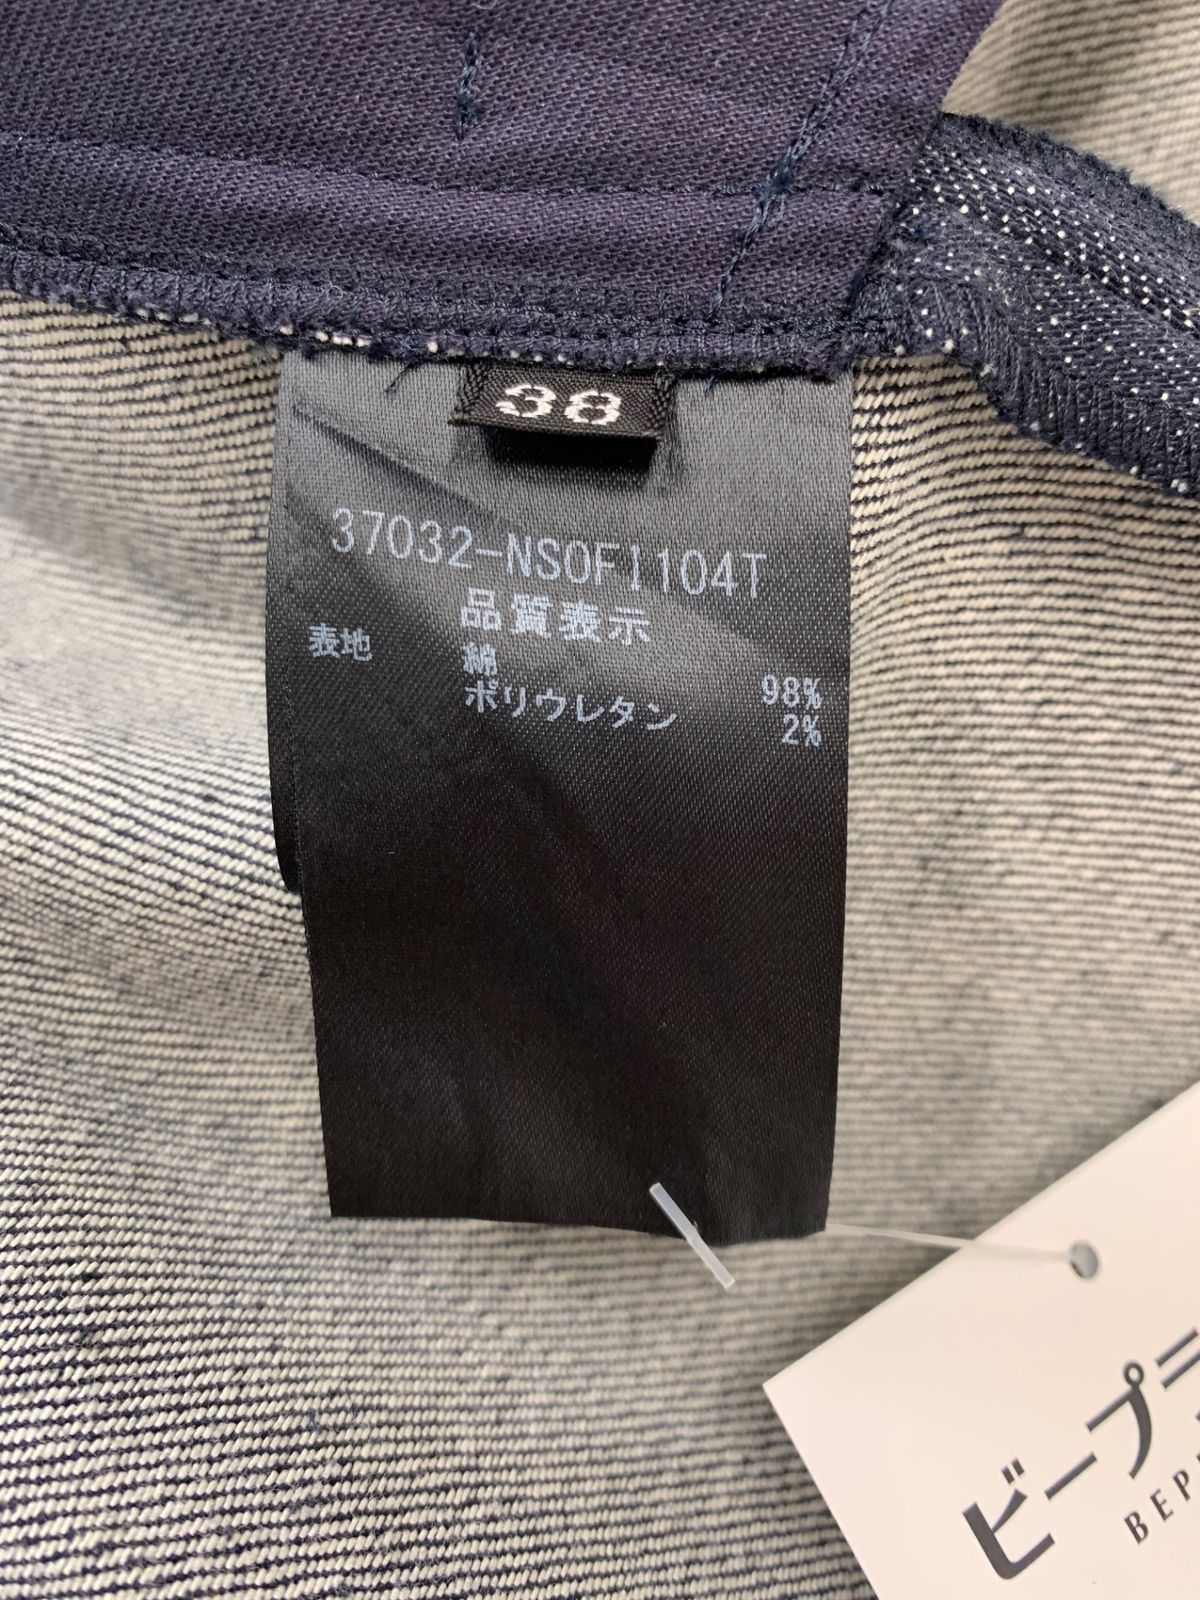 38
37032-NSOF1104T
品質表示
表地 綿 98%
ポリウレタン 2%
ビープラ
BEP